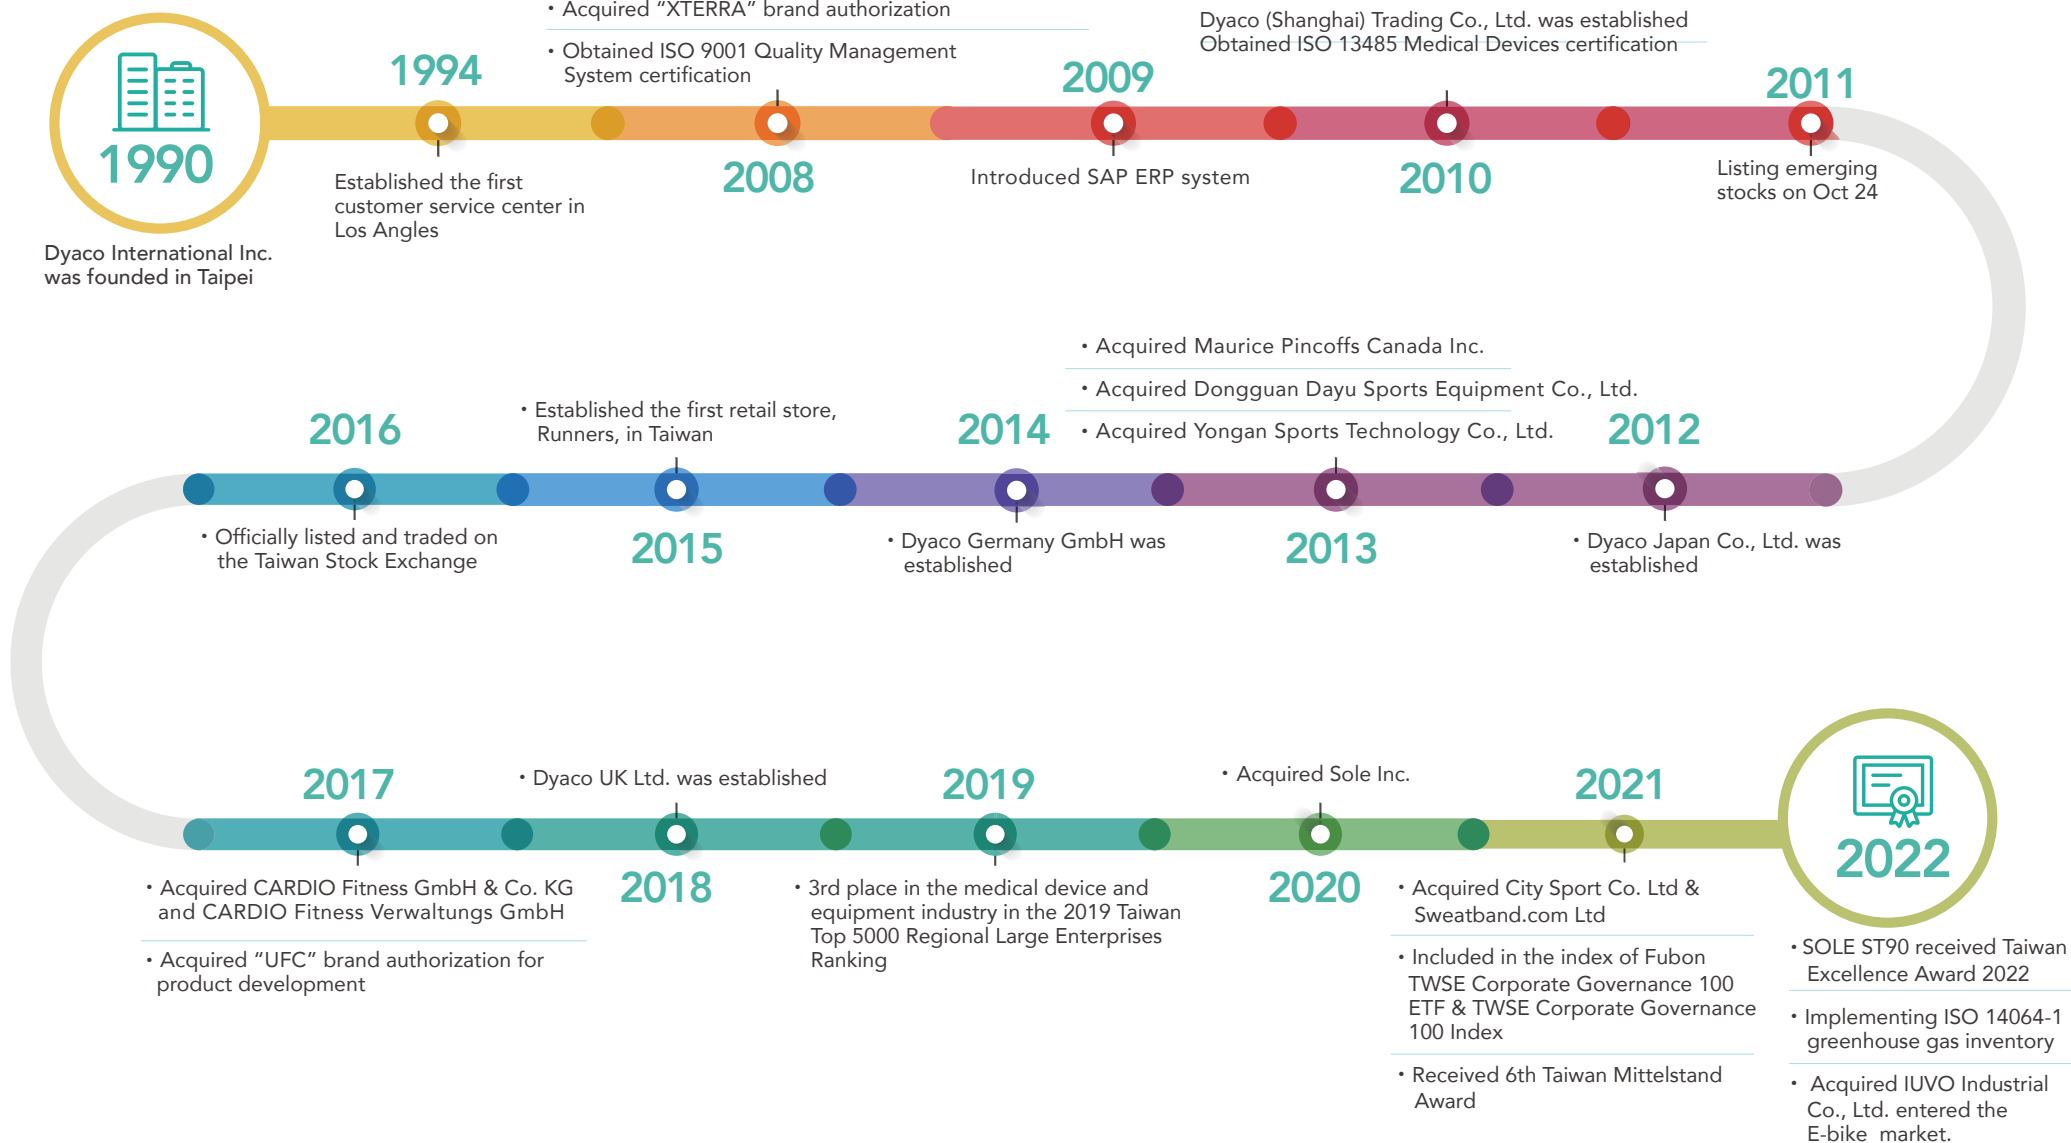 1990
Dyaco International Inc.
was founded in Taipei
1994
Established the first
customer service center in
Los Angles
• Acquired “XTERRA” brand authorization
• Obtained ISO 9001 Quality Management
System certification
2008
2009
Introduced SAP ERP system
Dyaco (Shanghai) Trading Co., Ltd. was established
Obtained ISO 13485 Medical Devices certification
2010
2011
Listing emerging
stocks on Oct 24
2012
• Dyaco Japan Co., Ltd. was
established
• Acquired Maurice Pincoffs Canada Inc.
• Acquired Dongguan Dayu Sports Equipment Co., Ltd.
• Acquired Yongan Sports Technology Co., Ltd.
2013
2014
• Dyaco Germany GmbH was
established
• Established the first retail store,
Runners, in Taiwan
2015
2016
• Officially listed and traded on
the Taiwan Stock Exchange
2017
• Acquired CARDIO Fitness GmbH & Co. KG
and CARDIO Fitness Verwaltungs GmbH
• Acquired “UFC” brand authorization for
product development
• Dyaco UK Ltd. was established
2018
2019
• 3rd place in the medical device and
equipment industry in the 2019 Taiwan
Top 5000 Regional Large Enterprises
Ranking
• Acquired Sole Inc.
2020
2021
• Acquired City Sport Co. Ltd &
Sweatband.com Ltd
• Included in the index of Fubon
TWSE Corporate Governance 100
ETF & TWSE Corporate Governance
100 Index
• Received 6th Taiwan Mittelstand
Award
2022
• SOLE ST90 received Taiwan
Excellence Award 2022
• Implementing ISO 14064-1
greenhouse gas inventory
• Acquired IUVO Industrial
Co., Ltd. entered the
E-bike market.